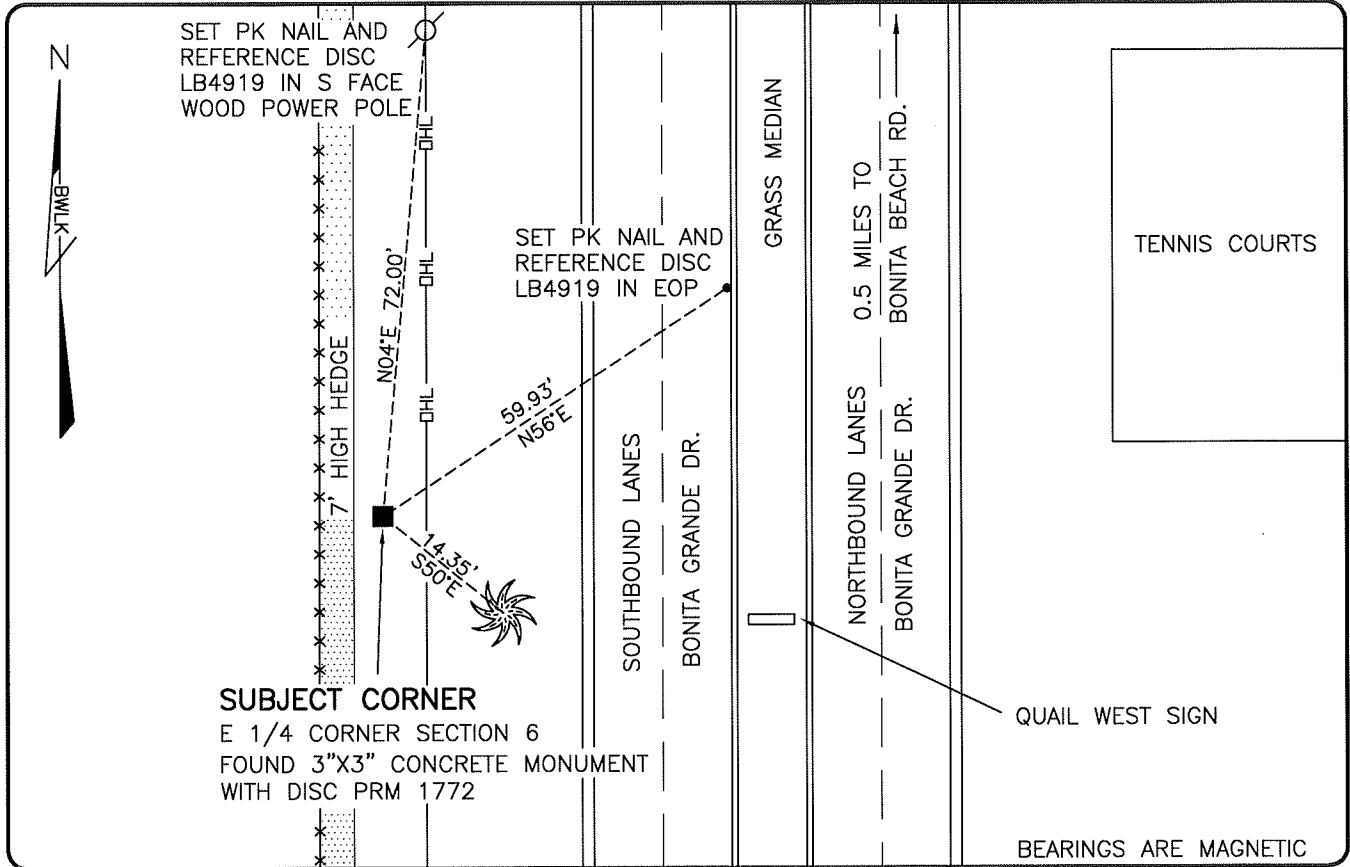 SET PK NAIL AND
REFERENCE DISC
LB4919 IN S FACE
WOOD POWER POLE
N
BWLK
OHL
OHL
OHL
N04°E 72.00'
7' HIGH HEDGE
SET PK NAIL AND
REFERENCE DISC
LB4919 IN EOP
59.93'
N56°E
14.35'
S50°E
SOUTHBOUND LANES
BONITA GRANDE DR.
GRASS MEDIAN
0.5 MILES TO
BONITA BEACH RD.
NORTHBOUND LANES
BONITA GRANDE DR.
TENNIS COURTS
SUBJECT CORNER
E 1/4 CORNER SECTION 6
FOUND 3"X3" CONCRETE MONUMENT
WITH DISC PRM 1772
QUAIL WEST SIGN
BEARINGS ARE MAGNETIC